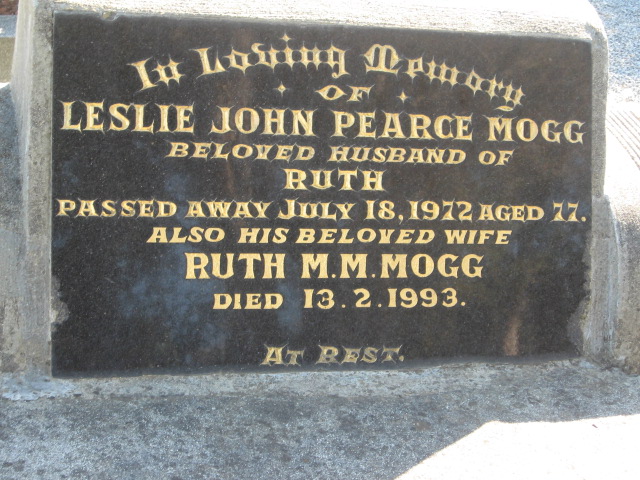 In Loving Memory
OF
LESLIE JOHN PEARCE MOGG
BELOVED HUSBAND OF
RUTH
PASSED AWAY JULY 18, 1972 AGED 77.
ALSO HIS BELOVED WIFE
RUTH M. M. MOGG
DIED 13. 2. 1993.
AT REST.